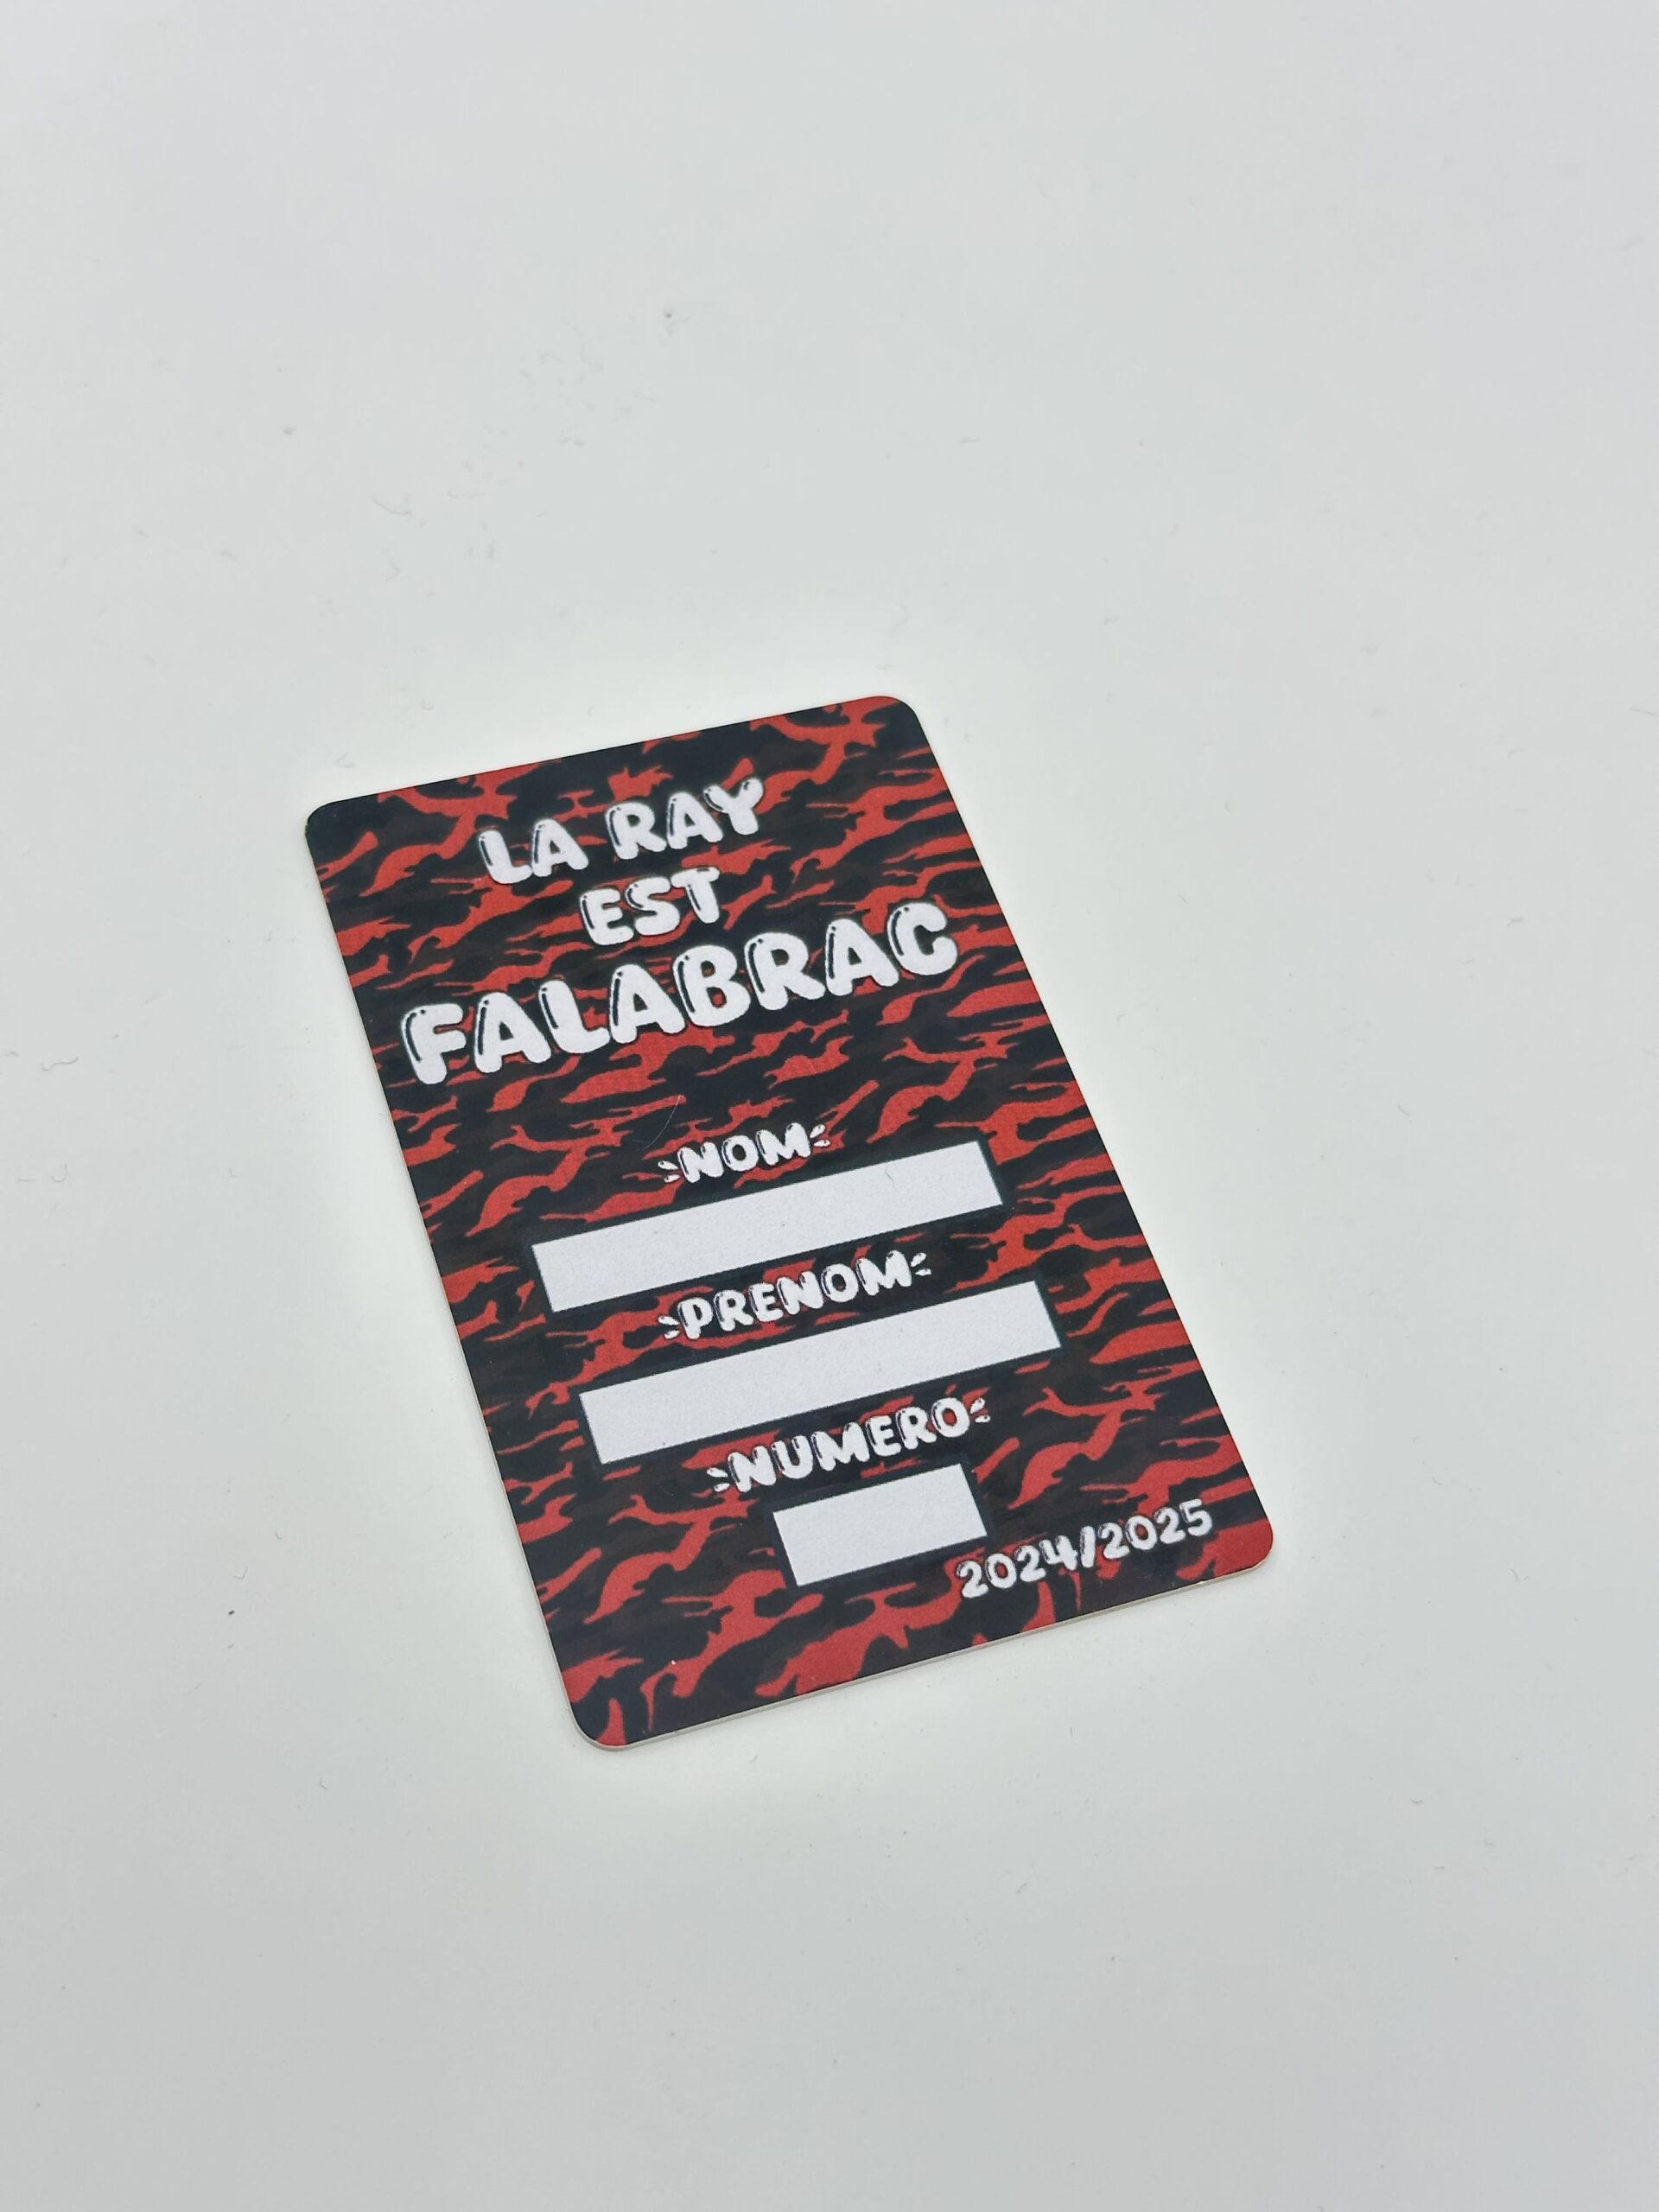 LA RAY
EST
FALABRAC
NOM
PRENOM
NUMERO
2024/2025